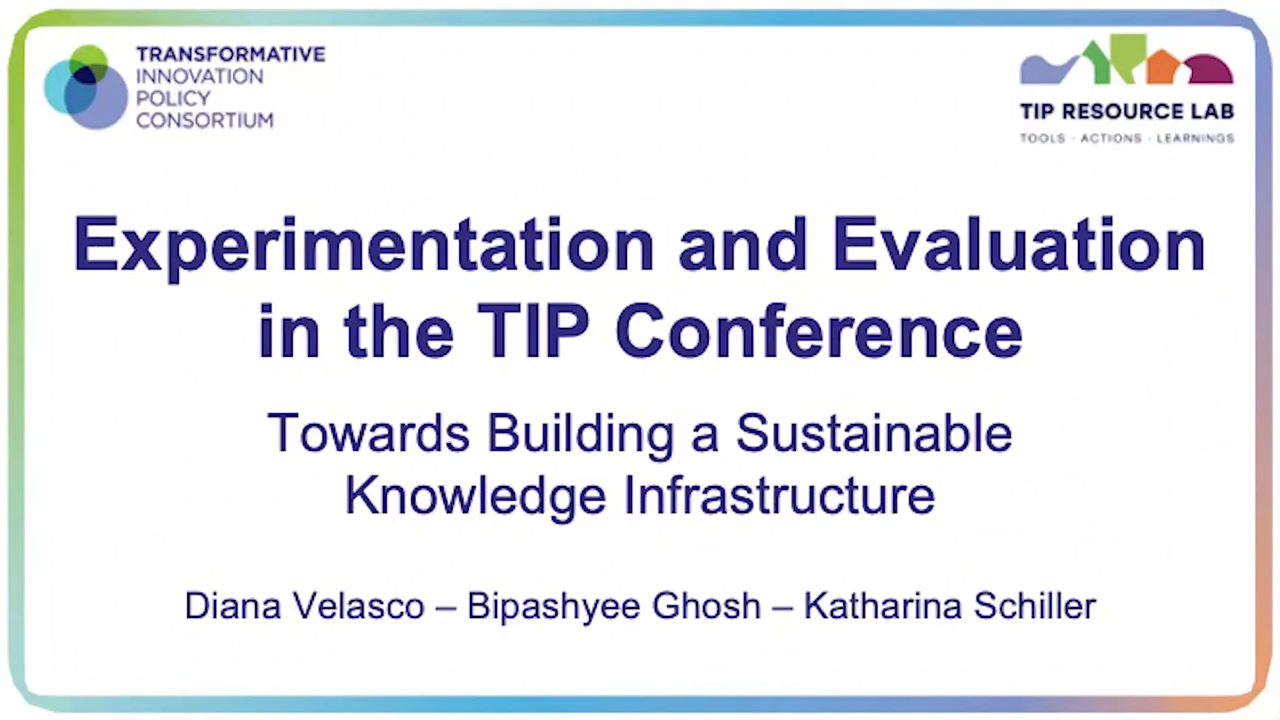 TRANSFORMATIVE
INNOVATION
POLICY
CONSORTIUM
TIP RESOURCE LAB
TOOLS · ACTIONS · LEARNINGS
Experimentation and Evaluation
in the TIP Conference
Towards Building a Sustainable
Knowledge Infrastructure
Diana Velasco – Bipashyee Ghosh – Katharina Schiller